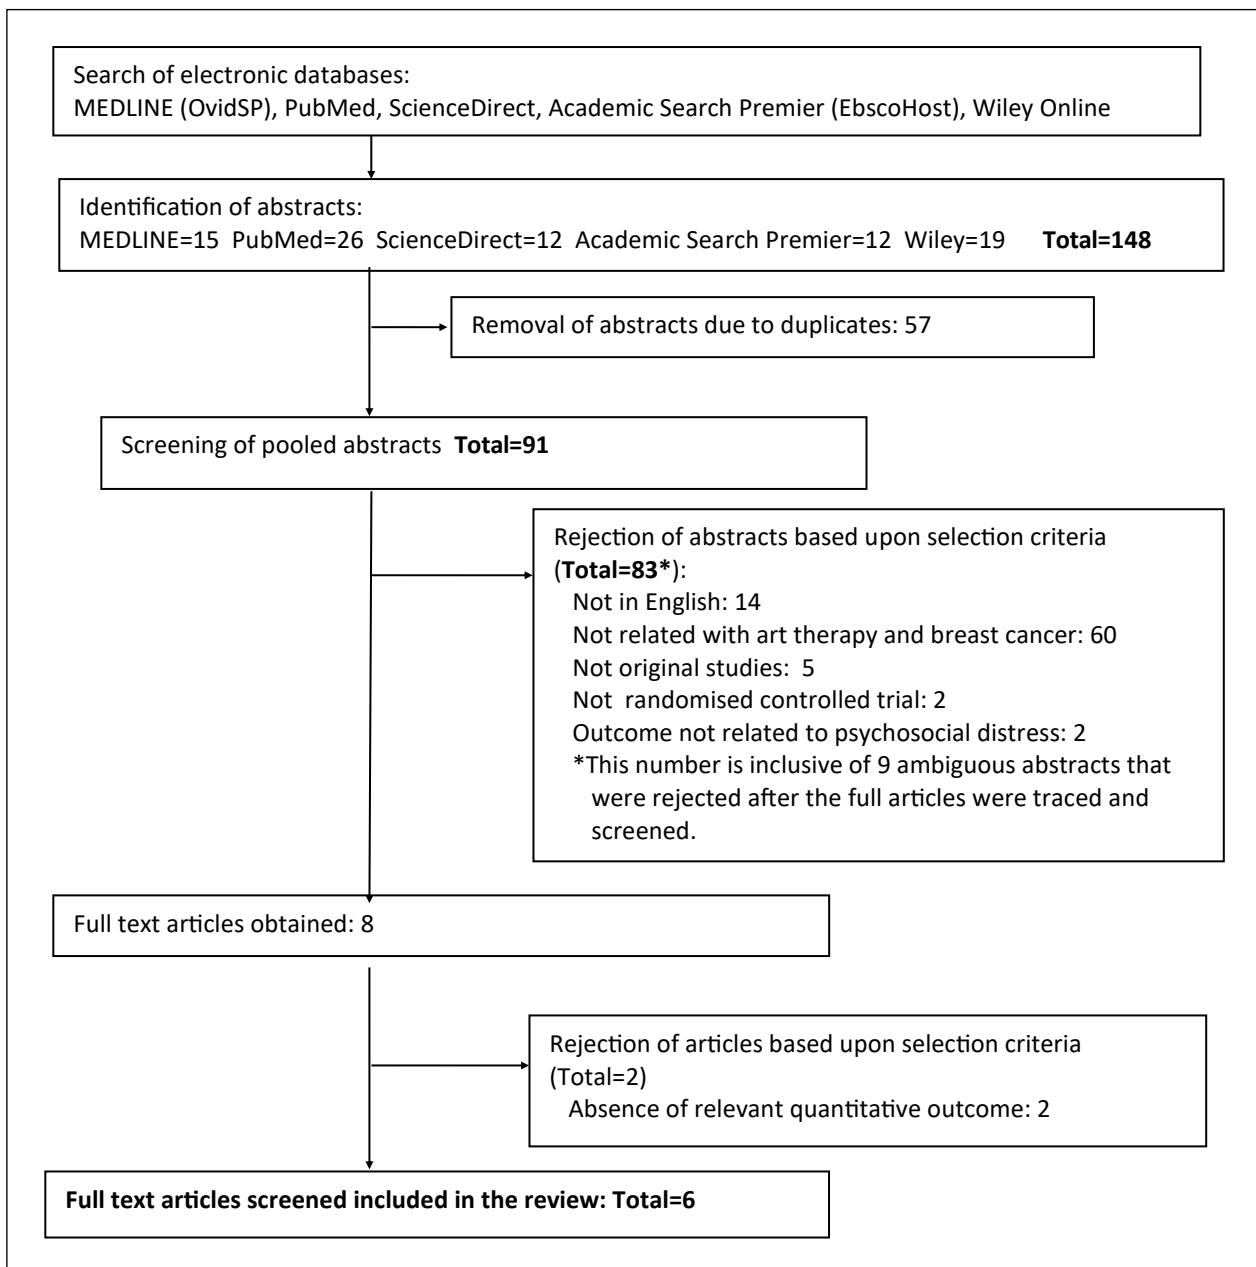 Search of electronic databases:
MEDLINE (OvidSP), PubMed, ScienceDirect, Academic Search Premier (EbscoHost), Wiley Online
Identification of abstracts:
MEDLINE=15 PubMed=26 ScienceDirect=12 Academic Search Premier=12 Wiley=19 Total=148
Removal of abstracts due to duplicates: 57
Screening of pooled abstracts Total=91
Rejection of abstracts based upon selection criteria
(Total=83*):
Not in English: 14
Not related with art therapy and breast cancer: 60
Not original studies: 5
Not randomised controlled trial: 2
Outcome not related to psychosocial distress: 2
*This number is inclusive of 9 ambiguous abstracts that
were rejected after the full articles were traced and
screened.
Full text articles obtained: 8
Rejection of articles based upon selection criteria
(Total=2)
Absence of relevant quantitative outcome: 2
Full text articles screened included in the review: Total=6